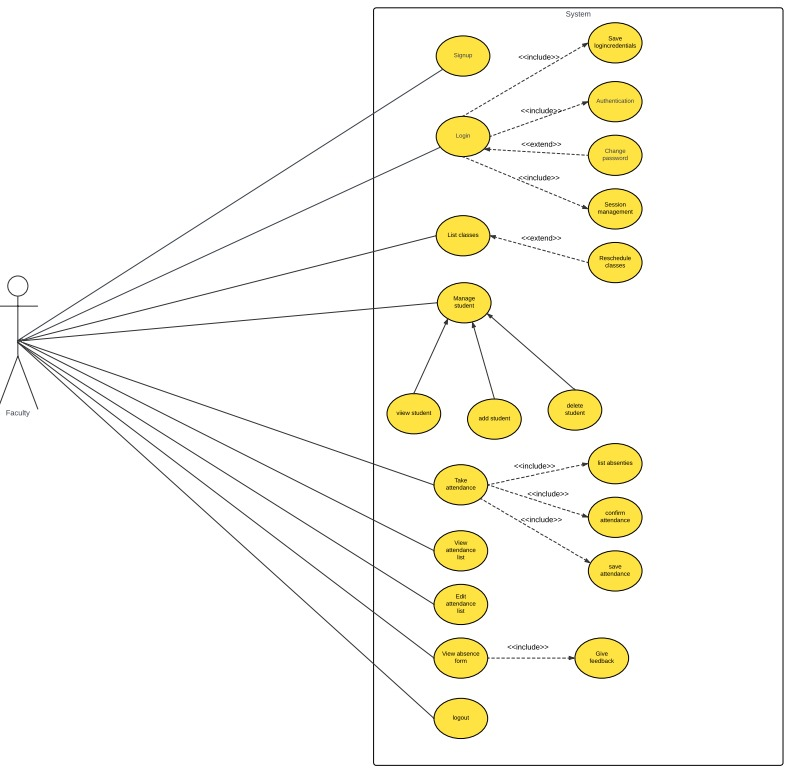 System
Signup
Save
logincredentials
<<include>>
Authentication
<<include>>
Login
<<extend>>
Change
password
<<include>>
Session
management
List classes
<<extend>>
Reschedule
classes
Manage
student
Faculty
viiew student
add student
delete
student
Take
attendance
<<include>>
list absenties
<<include>>
confirm
attendance
<<include>>
save
attendance
View
attendance
list
Edit
attendance
list
View absence
form
<<include>>
Give
feedback
logout